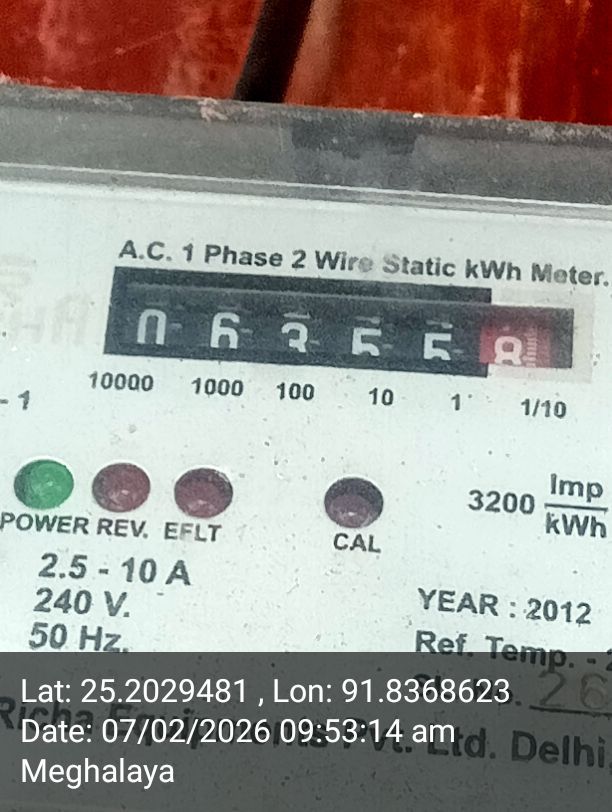 A.C. 1 Phase 2 Wire Static kWh Meter.
0 6 3 5 5 8
10000 1000 100 10 1 1/10
- 1
POWER REV. EFLT
CAL
3200 Imp/kWh
2.5 - 10 A
240 V.
50 Hz.
YEAR : 2012
Ref. Temp. -
Lat: 25.2029481 , Lon: 91.8368623
Date: 07/02/2026 09:53:14 am
Meghalaya
Pvt. Ltd. Delhi